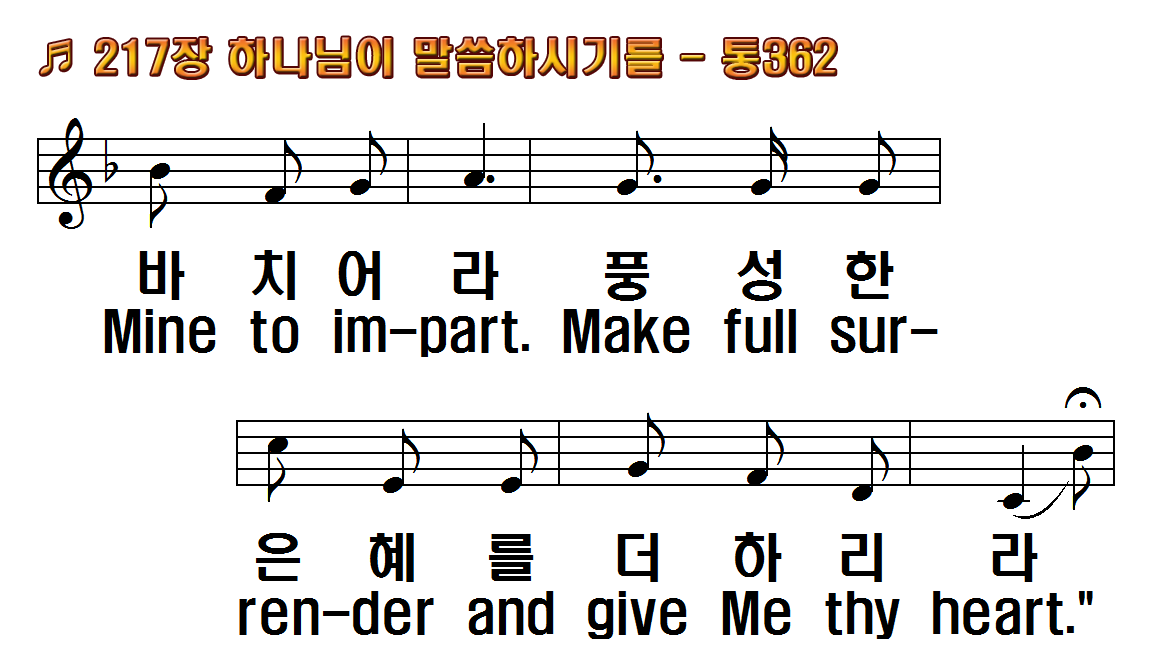 ♬ 217장 하나님이 말씀하시기를 - 통362
바 치 어 라 풍 성 한
Mine to im-part. Make full sur-
은 혜 를 더 하 리 라
ren-der and give Me thy heart."